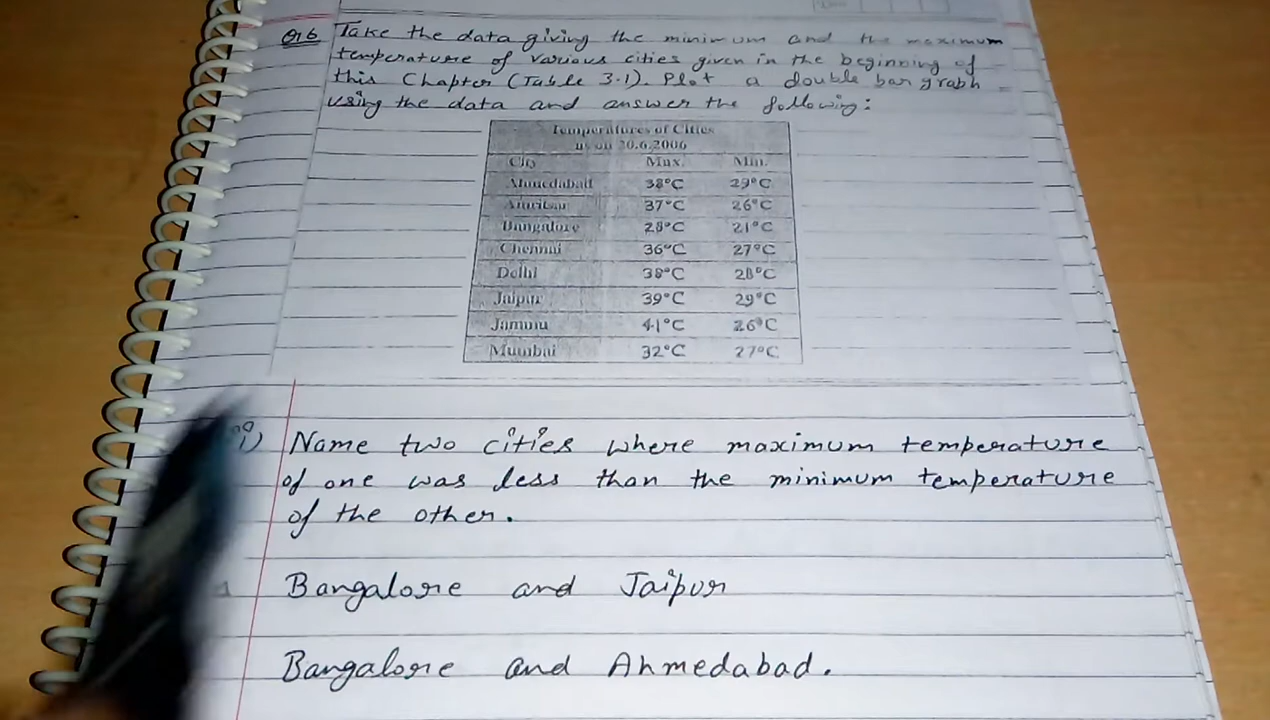 Q.6 Take the data giving the minimum and the maximum
temperature of various cities given in the beginning of
this Chapter (Table 3.1). Plot a double bar graph
using the data and answer the following:
Temperatures of Cities
as on 20.6.2006
City Max. Min.
Ahmedabad 38°C 29°C
Amritsar 37°C 26°C
Bangalore 28°C 21°C
Chennai 36°C 27°C
Delhi 38°C 28°C
Jaipur 39°C 29°C
Jammu 41°C 26°C
Mumbai 32°C 27°C
Name two cities where maximum temperature
of one was less than the minimum temperature
of the other.
Bangalore and Jaipur
Bangalore and Ahmedabad.